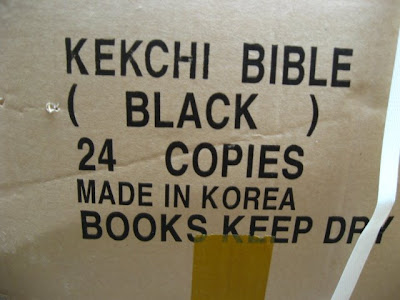 KEKCHI BIBLE
( BLACK )
24 COPIES
MADE IN KOREA
BOOKS KEEP DRY